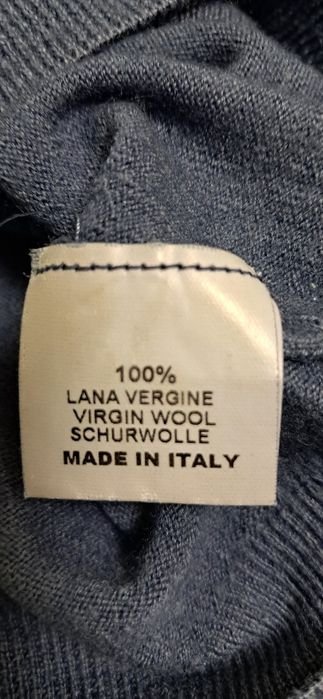 100%
LANA VERGINE
VIRGIN WOOL
SCHURWOLLE
MADE IN ITALY